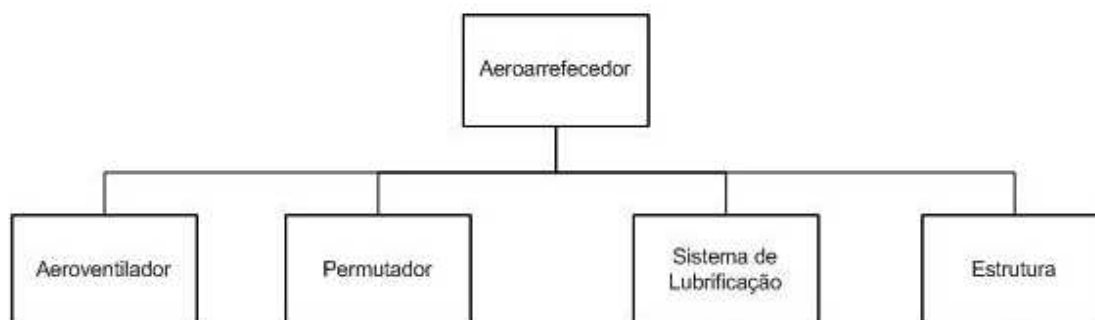 Aeroarrefecedor
Aeroventilador
Permutador
Sistema de
Lubrificação
Estrutura